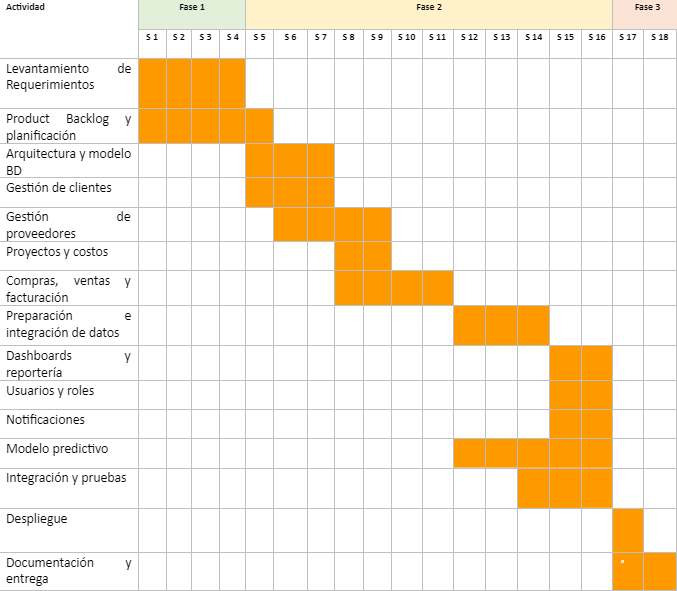 Actividad Fase 1 Fase 2 Fase 3
S 1 S 2 S 3 S 4 S 5 S 6 S 7 S 8 S 9 S 10 S 11 S 12 S 13 S 14 S 15 S 16 S 17 S 18
Levantamiento de
Requerimientos
Product Backlog y
planificación
Arquitectura y modelo
BD
Gestión de clientes
Gestión de
proveedores
Proyectos y costos
Compras, ventas y
facturación
Preparación e
integración de datos
Dashboards y
reportería
Usuarios y roles
Notificaciones
Modelo predictivo
Integración y pruebas
Despliegue
Documentación y
entrega